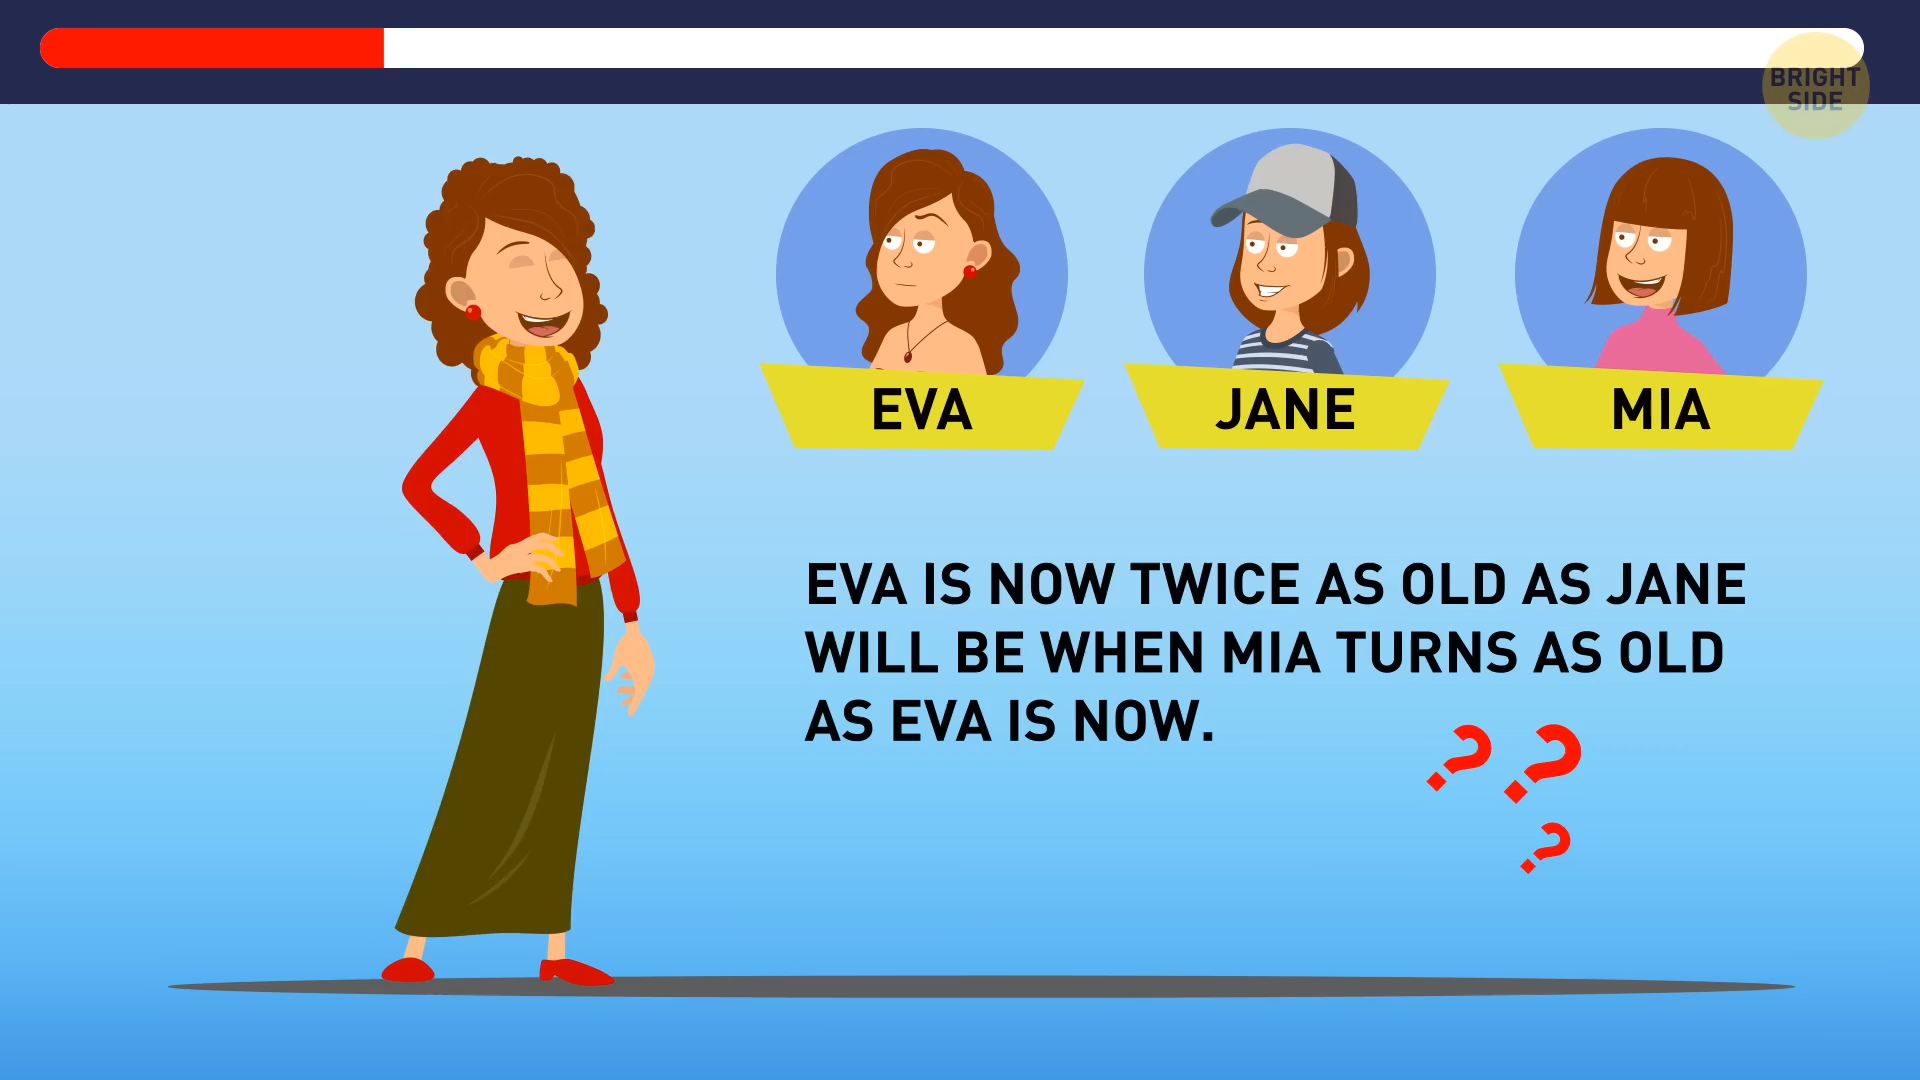 BRIGHT
SIDE
EVA
JANE
MIA
EVA IS NOW TWICE AS OLD AS JANE
WILL BE WHEN MIA TURNS AS OLD
AS EVA IS NOW.
? ?
?